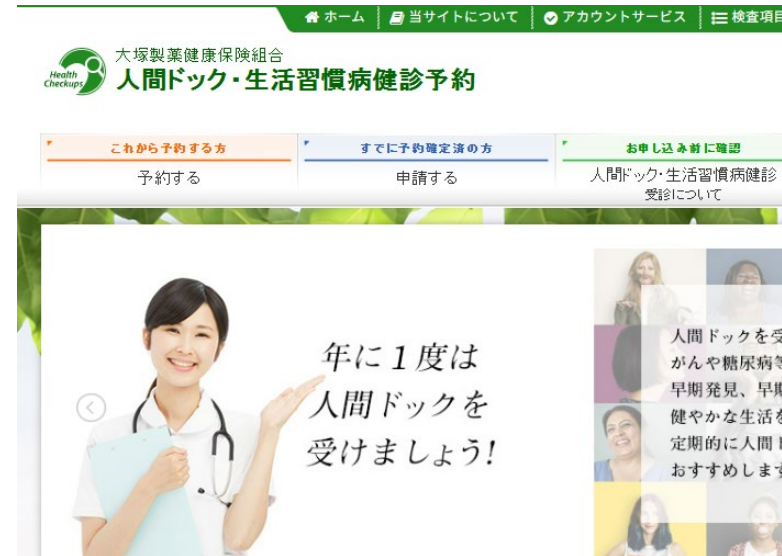 ホーム 当サイトについて アカウントサービス 検査項目
大塚製薬健康保険組合
Health Checkups 人間ドック・生活習慣病健診予約
これから予約する方 すでに予約確定済の方 お申し込み前に確認
予約する 申請する 人間ドック・生活習慣病健診
受診について
年に1度は
人間ドックを
受けましょう!
人間ドックを受
がんや糖尿病等
早期発見、早期
健やかな生活を
定期的に人間ド
おすすめします